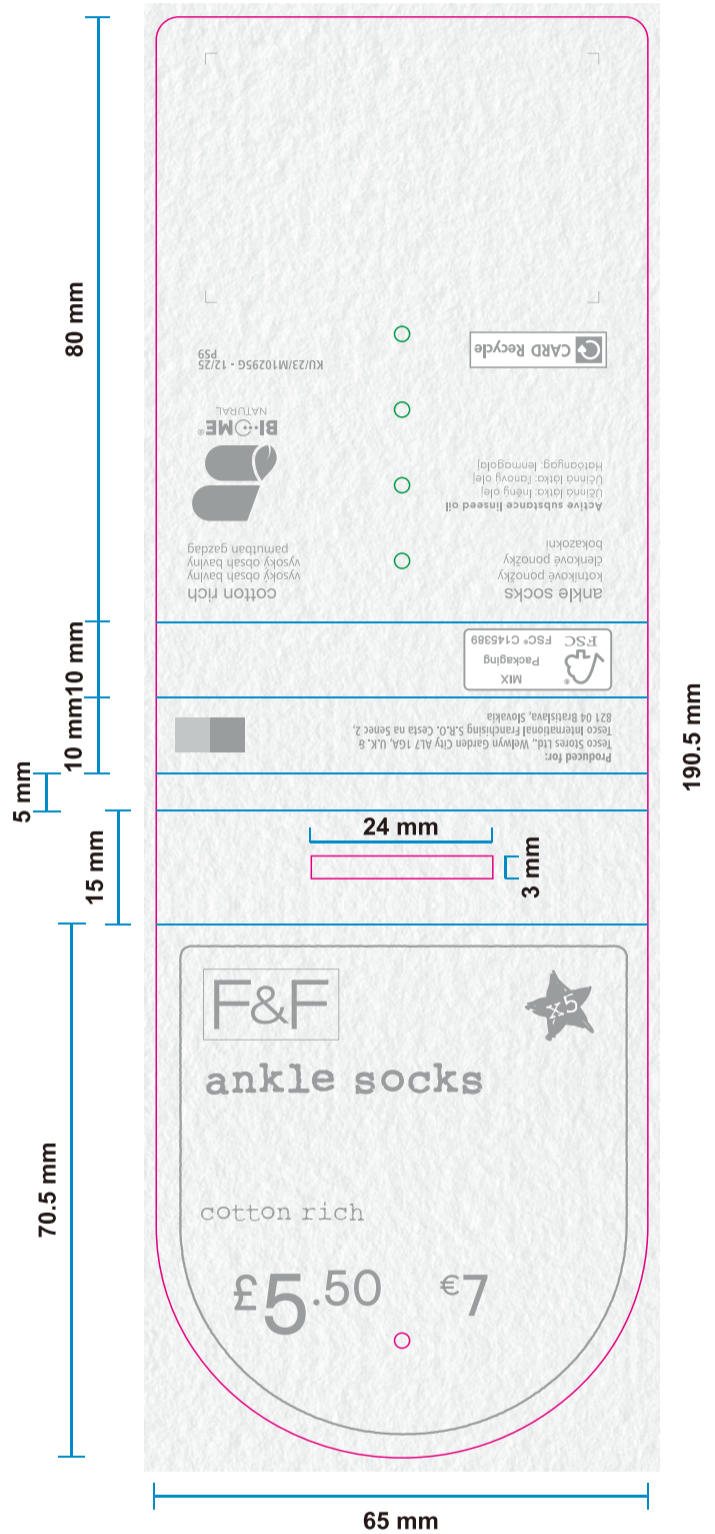 80 mm
10 mm
10 mm
5 mm
15 mm
70.5 mm
190.5 mm
65 mm
24 mm
3 mm
KU/23/M10295G - 12/25
PS9
CARD Recycle
BI-OME®
NATURAL
Active substance linseed oil
Účinná látka: lněný olej
Účinná látka: ľanový olej
Hatóanyag: lenmagolaj
cotton rich
vysoký obsah bavlny
vysoký obsah bavlny
pamutban gazdag
ankle socks
kotníkové ponožky
členkové ponožky
bokazokni
MIX
Packaging
FSC
FSC® C145389
Produced for:
Tesco Stores Ltd., Welwyn Garden City AL7 1GA, U.K. &
Tesco International Franchising S.R.O. Cesta na Senec 2,
821 04 Bratislava, Slovakia
F&F
x5
ankle socks
cotton rich
£5.50
€7